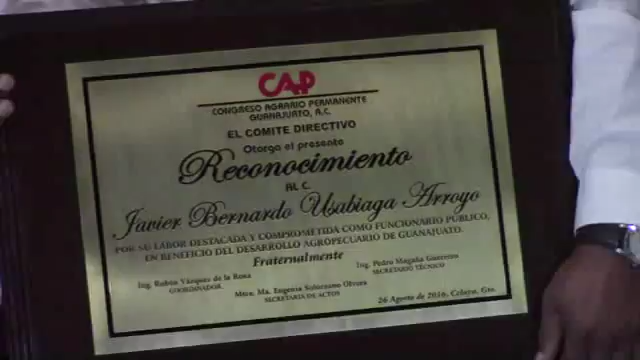 CAP
CONGRESO AGRARIO PERMANENTE
GUANAJUATO, A.C.
EL COMITE DIRECTIVO
Otorga el presente
Reconocimiento
AL C.
Javier Bernardo Usabiaga Arroyo
POR SU LABOR DESTACADA Y COMPROMETIDA COMO FUNCIONARIO PUBLICO,
EN BENEFICIO DEL DESARROLLO AGROPECUARIO DE GUANAJUATO.
Fraternalmente
Ing. Rubén Vázquez de la Rosa
COORDINADOR
Ing. Pedro Magaña Guerrero
SECRETARIO TÉCNICO
Mtra. Ma. Eugenia Solorzano Olvera
SECRETARIA DE ACTOS
26 Agosto de 2016, Celaya, Gto.